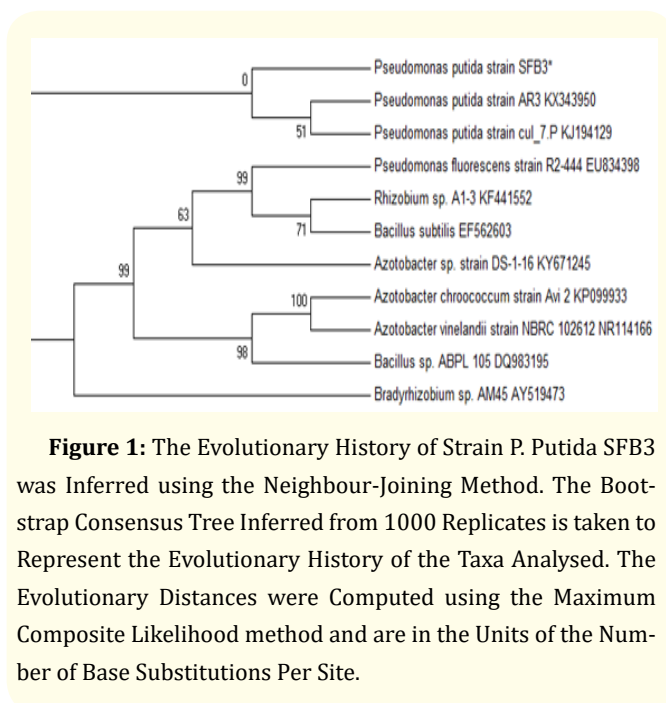 Pseudomonas putida strain SFB3*
0
Pseudomonas putida strain AR3 KX343950
51
Pseudomonas putida strain cul_7.P KJ194129
Pseudomonas fluorescens strain R2-444 EU834398
99
Rhizobium sp. A1-3 KF441552
63
71
Bacillus subtilis EF562603
Azotobacter sp. strain DS-1-16 KY671245
99
100
Azotobacter chroococcum strain Avi 2 KP099933
Azotobacter vinelandii strain NBRC 102612 NR114166
98
Bacillus sp. ABPL 105 DQ983195
Bradyrhizobium sp. AM45 AY519473
Figure 1: The Evolutionary History of Strain P. Putida SFB3
was Inferred using the Neighbour-Joining Method. The Boot-
strap Consensus Tree Inferred from 1000 Replicates is taken to
Represent the Evolutionary History of the Taxa Analysed. The
Evolutionary Distances were Computed using the Maximum
Composite Likelihood method and are in the Units of the Num-
ber of Base Substitutions Per Site.